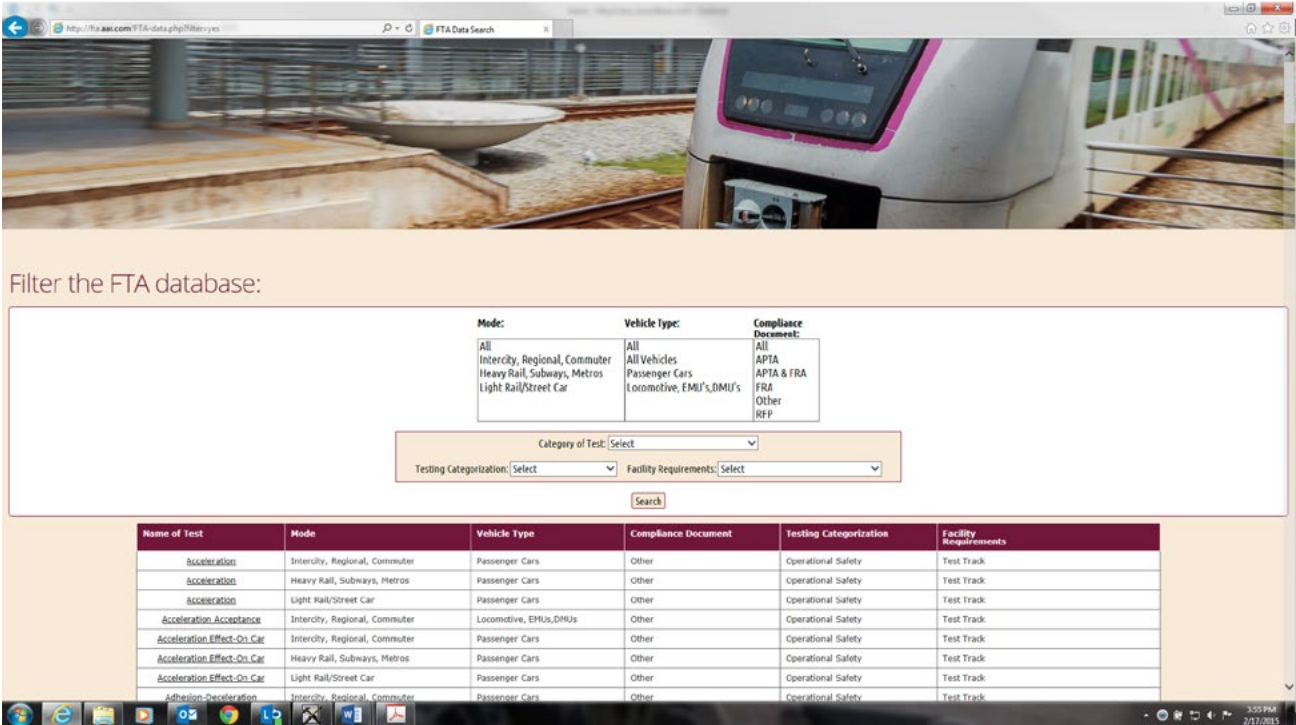 http://fta.aai.com/FTA-data.php?filter=yes
FTA Data Search
Filter the FTA database:
Mode: Vehicle Type: Compliance Document:
All All All
Intercity, Regional, Commuter All Vehicles APTA
Heavy Rail, Subways, Metros Passenger Cars APTA & FRA
Light Rail/Street Car Locomotive, EMU's,DMU's FRA
Other
RFP
Category of Test: Select
Testing Categorization: Select Facility Requirements: Select
Search
Name of Test Mode Vehicle Type Compliance Document Testing Categorization Facility Requirements
Acceleration Intercity, Regional, Commuter Passenger Cars Other Operational Safety Test Track
Acceleration Heavy Rail, Subways, Metros Passenger Cars Other Operational Safety Test Track
Acceleration Light Rail/Street Car Passenger Cars Other Operational Safety Test Track
Acceleration Acceptance Intercity, Regional, Commuter Locomotive, EMUs,DMUs Other Operational Safety Test Track
Acceleration Effect-On Car Intercity, Regional, Commuter Passenger Cars Other Operational Safety Test Track
Acceleration Effect-On Car Heavy Rail, Subways, Metros Passenger Cars Other Operational Safety Test Track
Acceleration Effect-On Car Light Rail/Street Car Passenger Cars Other Operational Safety Test Track
Adhesion-Deceleration Intercity, Regional, Commuter Passenger Cars Other Operational Safety Test Track
3:55 PM
2/17/2015